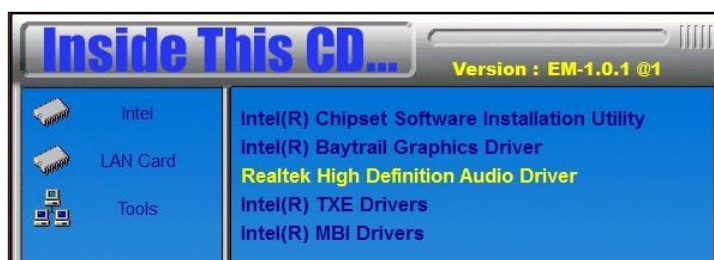 Inside This CD...
Version : EM-1.0.1 @1
Intel
LAN Card
Tools
Intel(R) Chipset Software Installation Utility
Intel(R) Baytrail Graphics Driver
Realtek High Definition Audio Driver
Intel(R) TXE Drivers
Intel(R) MBI Drivers